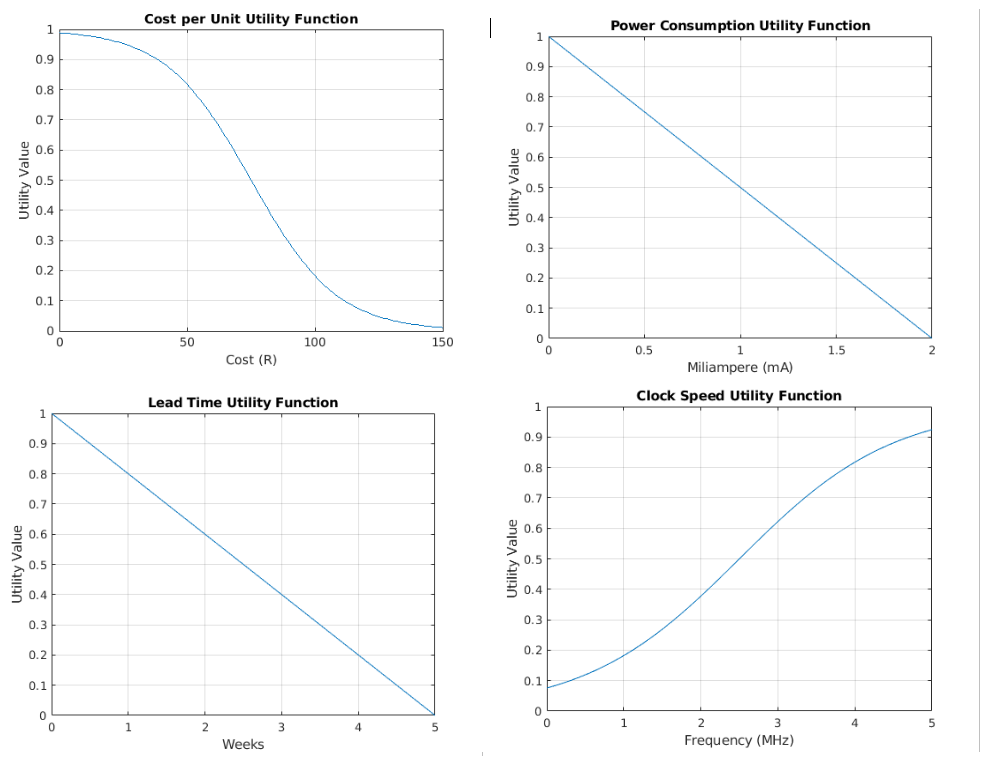 Cost per Unit Utility Function
1
0.9
0.8
0.7
0.6
0.5
0.4
0.3
0.2
0.1
0
Utility Value
0 50 100 150
Cost (R)
Power Consumption Utility Function
1
0.9
0.8
0.7
0.6
0.5
0.4
0.3
0.2
0.1
0
Utility Value
0 0.5 1 1.5 2
Miliampere (mA)
Lead Time Utility Function
1
0.9
0.8
0.7
0.6
0.5
0.4
0.3
0.2
0.1
0
Utility Value
0 1 2 3 4 5
Weeks
Clock Speed Utility Function
1
0.9
0.8
0.7
0.6
0.5
0.4
0.3
0.2
0.1
0
Utility Value
0 1 2 3 4 5
Frequency (MHz)